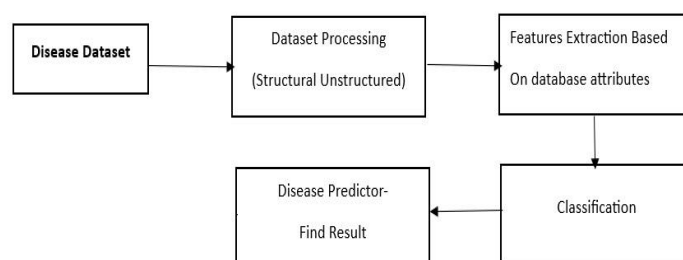 Disease Dataset
Dataset Processing
(Structural Unstructured)
Features Extraction Based
On database attributes
Classification
Disease Predictor-
Find Result